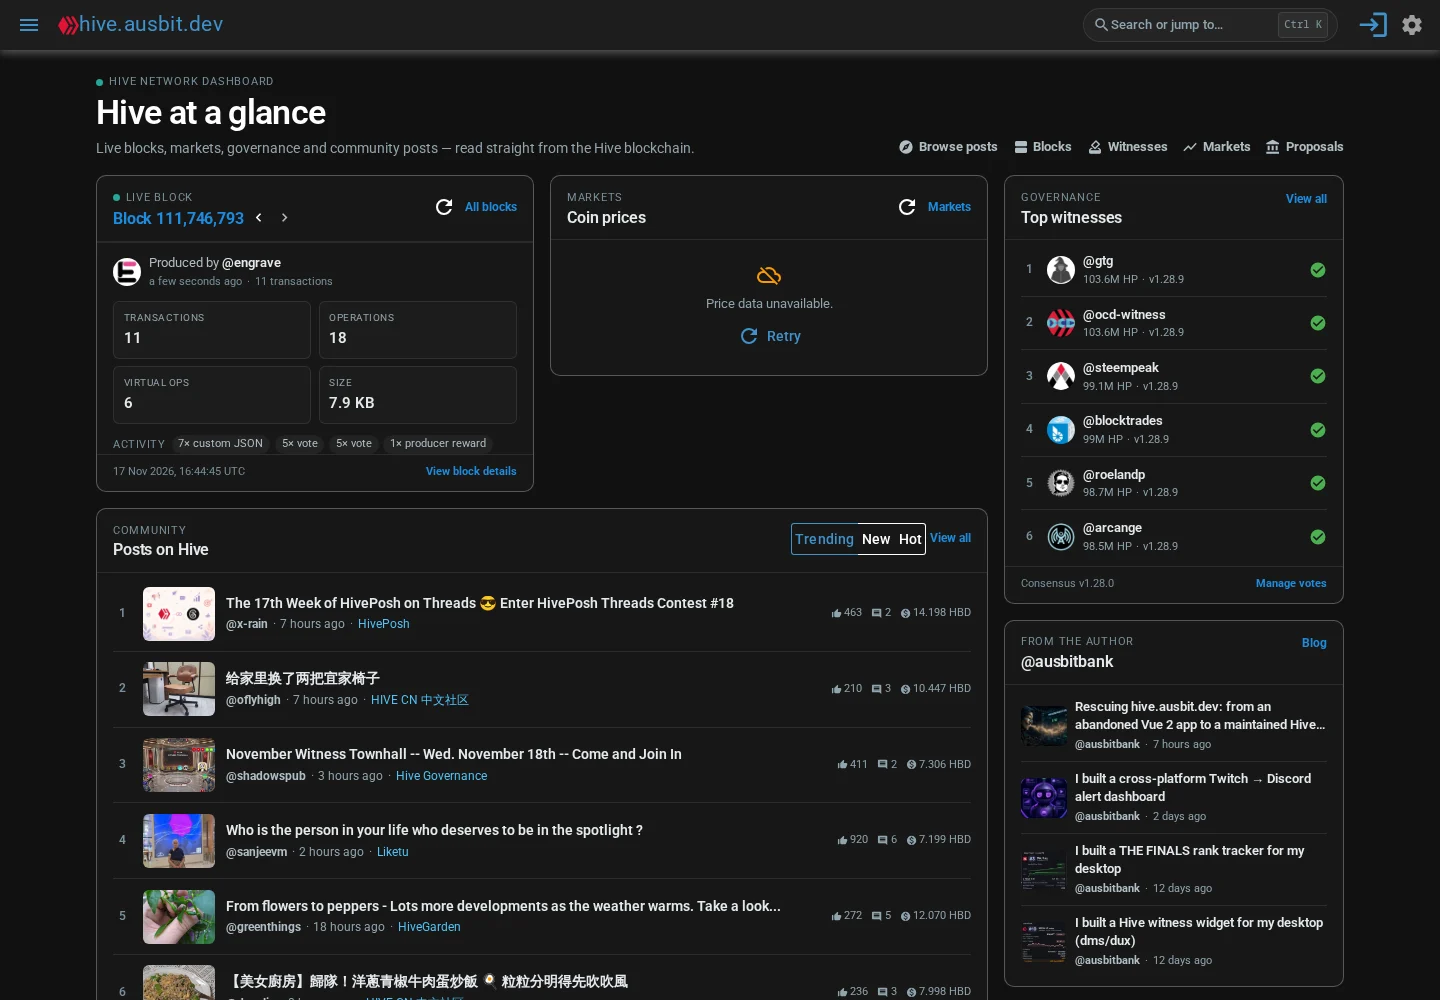 hive.ausbit.dev
Search or jump to...
Ctrl K
HIVE NETWORK DASHBOARD
Hive at a glance
Live blocks, markets, governance and community posts — read straight from the Hive blockchain.
Browse posts
Blocks
Witnesses
Markets
Proposals
LIVE BLOCK
Block 111,746,793
All blocks
Produced by @engrave
a few seconds ago · 11 transactions
TRANSACTIONS
11
OPERATIONS
18
VIRTUAL OPS
6
SIZE
7.9 KB
ACTIVITY 7× custom JSON 5× vote 5× vote 1× producer reward
17 Nov 2026, 16:44:45 UTC
View block details
MARKETS
Coin prices
Markets
Price data unavailable.
Retry
GOVERNANCE
Top witnesses
View all
1
@gtg
103.6M HP · v1.28.9
2
@ocd-witness
103.6M HP · v1.28.9
3
@steempeak
99.1M HP · v1.28.9
4
@blocktrades
99M HP · v1.28.9
5
@roelandp
98.7M HP · v1.28.9
6
@arcange
98.5M HP · v1.28.9
Consensus v1.28.0
Manage votes
COMMUNITY
Posts on Hive
Trending New Hot
View all
1
The 17th Week of HivePosh on Threads 😎 Enter HivePosh Threads Contest #18
@x-rain · 7 hours ago · HivePosh
463 2 14.198 HBD
2
给家里换了两把宜家椅子
@oflyhigh · 7 hours ago · HIVE CN 中文社区
210 3 10.447 HBD
3
November Witness Townhall -- Wed. November 18th -- Come and Join In
@shadowspub · 3 hours ago · Hive Governance
411 2 7.306 HBD
4
Who is the person in your life who deserves to be in the spotlight ?
@sanjeevm · 2 hours ago · Liketu
920 6 7.199 HBD
5
From flowers to peppers - Lots more developments as the weather warms. Take a look...
@greenthings · 18 hours ago · HiveGarden
272 5 12.070 HBD
6
【美女廚房】歸隊！洋蔥青椒牛肉蛋炒飯 🍳 粒粒分明得先吹吹風
236 3 7.998 HBD
FROM THE AUTHOR
@ausbitbank
Blog
Rescuing hive.ausbit.dev: from an
abandoned Vue 2 app to a maintained Hive...
@ausbitbank · 7 hours ago
I built a cross-platform Twitch → Discord
alert dashboard
@ausbitbank · 2 days ago
I built a THE FINALS rank tracker for my
desktop
@ausbitbank · 12 days ago
I built a Hive witness widget for my desktop
(dms/dux)
@ausbitbank · 12 days ago